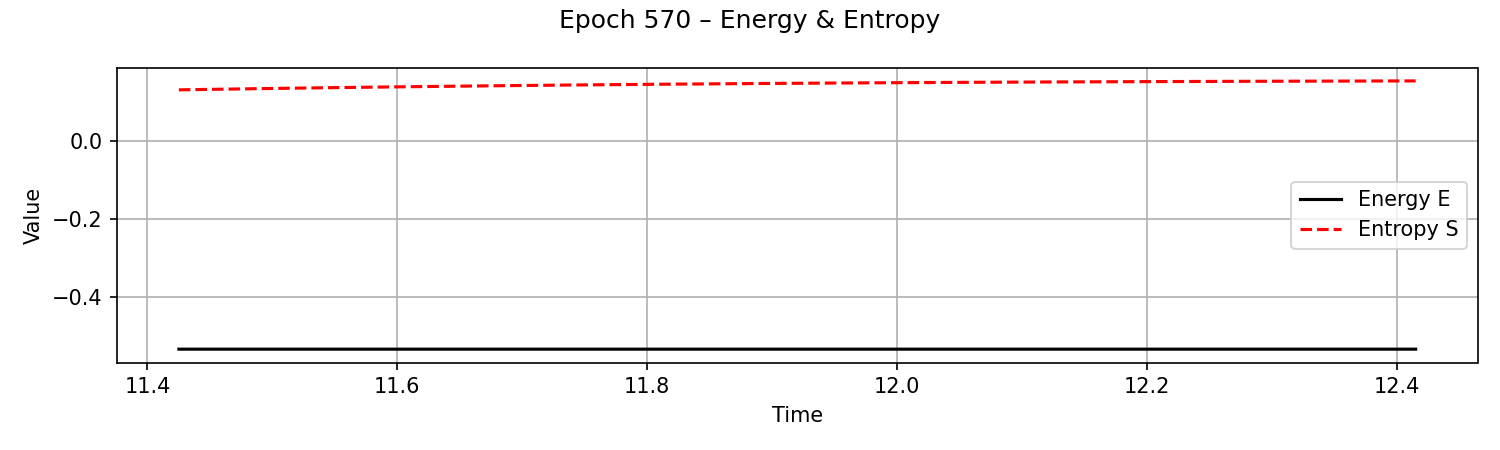 Epoch 570 – Energy & Entropy
0.0
−0.2
−0.4
Value
Energy E
Entropy S
11.4 11.6 11.8 12.0 12.2 12.4
Time